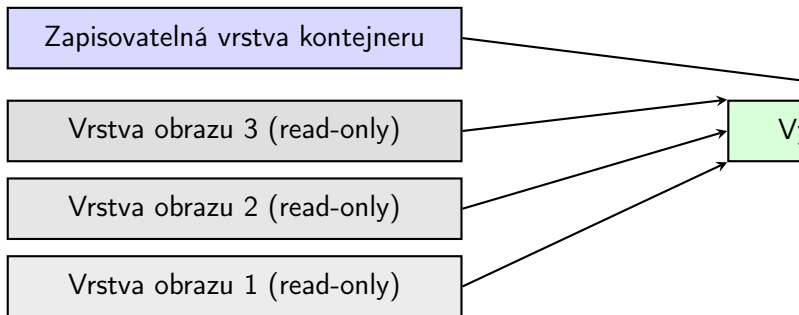 Zapisovatelná vrstva kontejneru
Vrstva obrazu 3 (read-only)
Vrstva obrazu 2 (read-only)
Vrstva obrazu 1 (read-only)